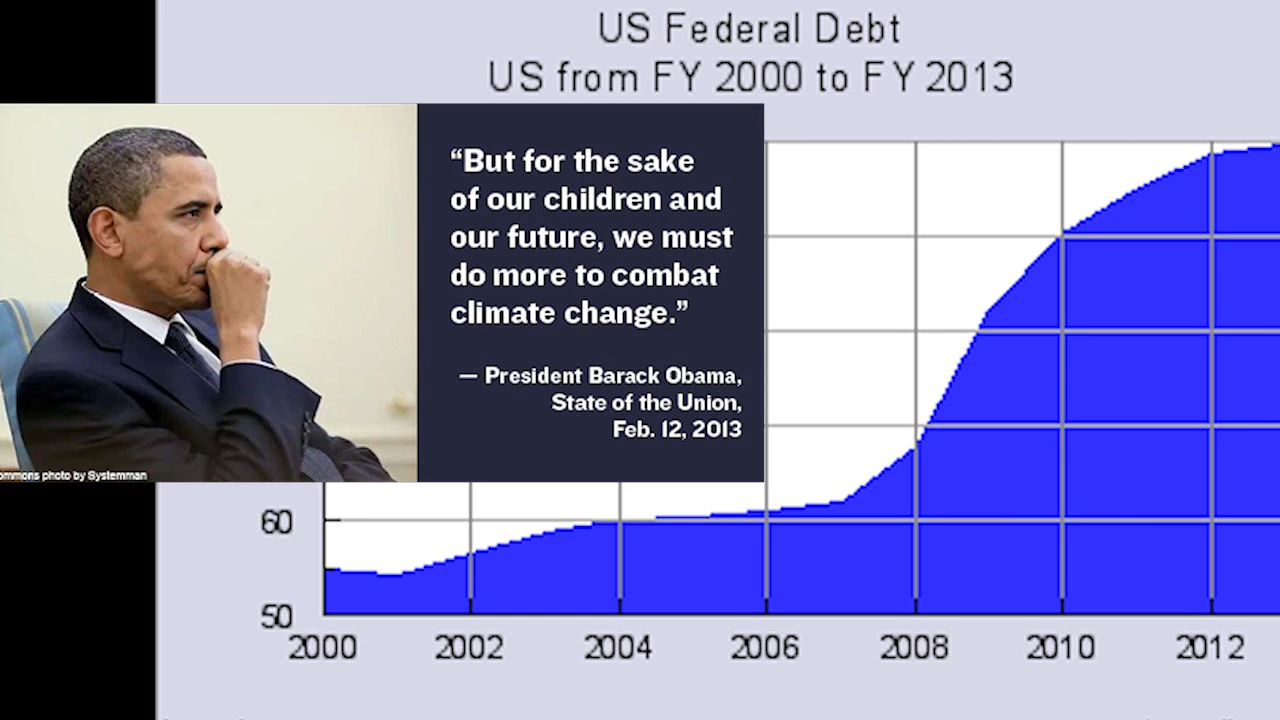 US Federal Debt
US from FY 2000 to FY 2013
“But for the sake
of our children and
our future, we must
do more to combat
climate change.”
— President Barack Obama,
State of the Union,
Feb. 12, 2013
ommons photo by Systemman
60
50
2000 2002 2004 2006 2008 2010 2012